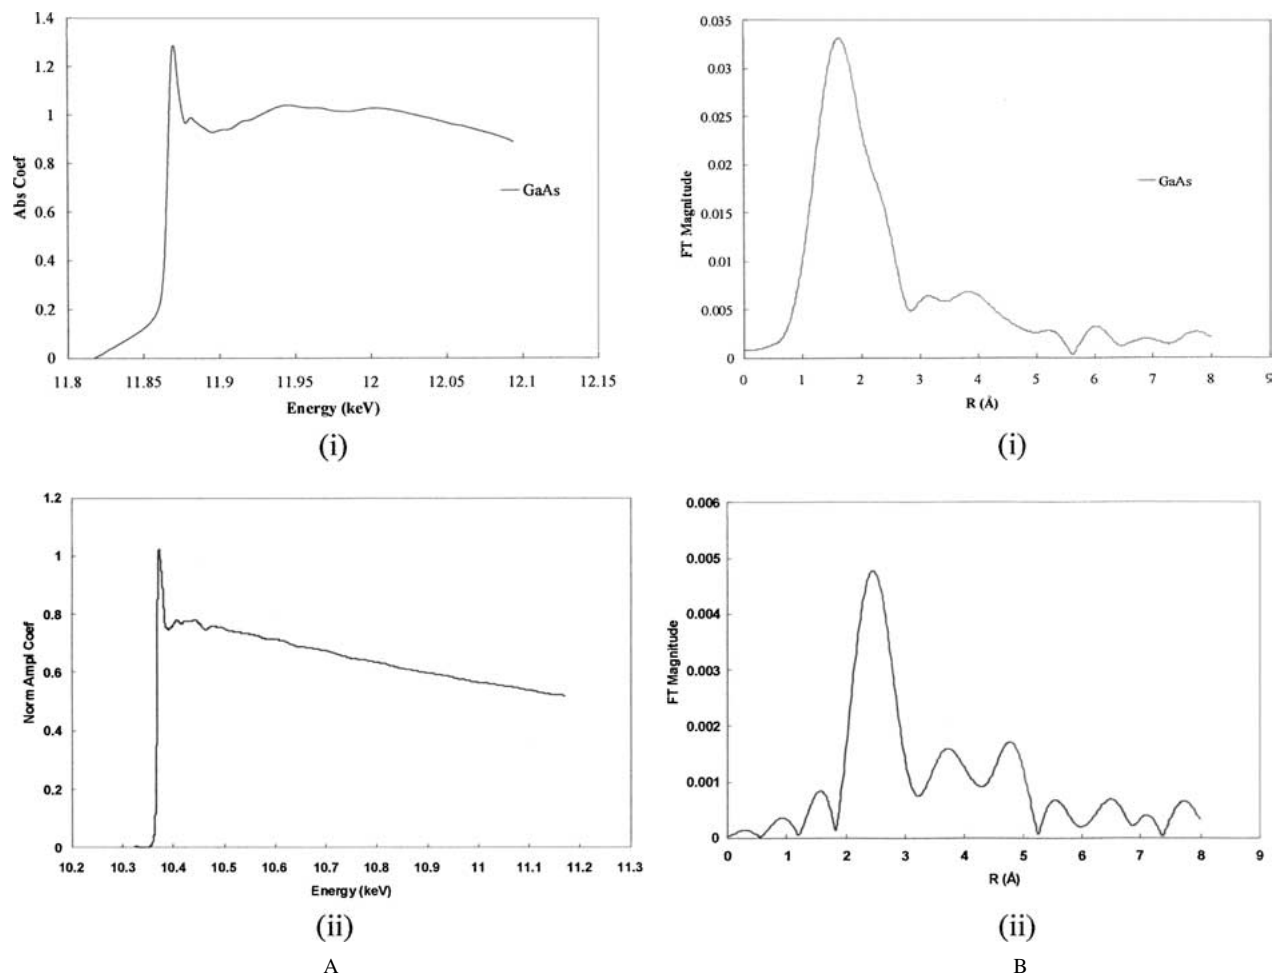 1.4
1.2
1
0.8
0.6
0.4
0.2
0
Abs Coef
GaAs
11.8 11.85 11.9 11.95 12 12.05 12.1 12.15
Energy (keV)
(i)
0.035
0.03
0.025
0.02
0.015
0.01
0.005
0
FT Magnitude
GaAs
0 1 2 3 4 5 6 7 8 9
R (Å)
(i)
1.2
1
0.8
0.6
0.4
0.2
0
Norm Ampl Coef
10.2 10.3 10.4 10.5 10.6 10.7 10.8 10.9 11 11.1 11.2 11.3
Energy (keV)
(ii)
A
0.006
0.005
0.004
0.003
0.002
0.001
0
FT Magnitude
0 1 2 3 4 5 6 7 8 9
R (Å)
(ii)
B